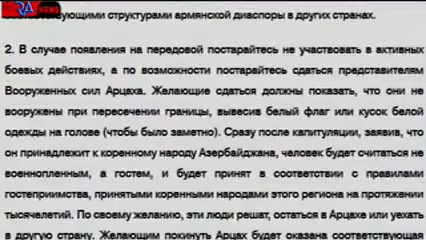 RA NEWS
ствующими структурами армянской диаспоры в других странах.
2. В случае появления на передовой постарайтесь не участвовать в активных
боевых действиях, а по возможности постарайтесь сдаться представителям
Вооруженных сил Арцаха. Желающие сдаться должны показать, что они не
вооружены при пересечении границы, вывесив белый флаг или кусок белой
одежды на голове (чтобы было заметно). Сразу после капитуляции, заявив, что
он принадлежит к коренному народу Азербайджана, человек будет считаться не
военнопленным, а гостем, и будет принят в соответствии с правилами
гостеприимства, принятыми коренными народами этого региона на протяжении
тысячелетий. По своему желанию, эти люди решат, остаться в Арцахе или уехать
в другую страну. Желающим покинуть Арцах будет оказана соответствующая